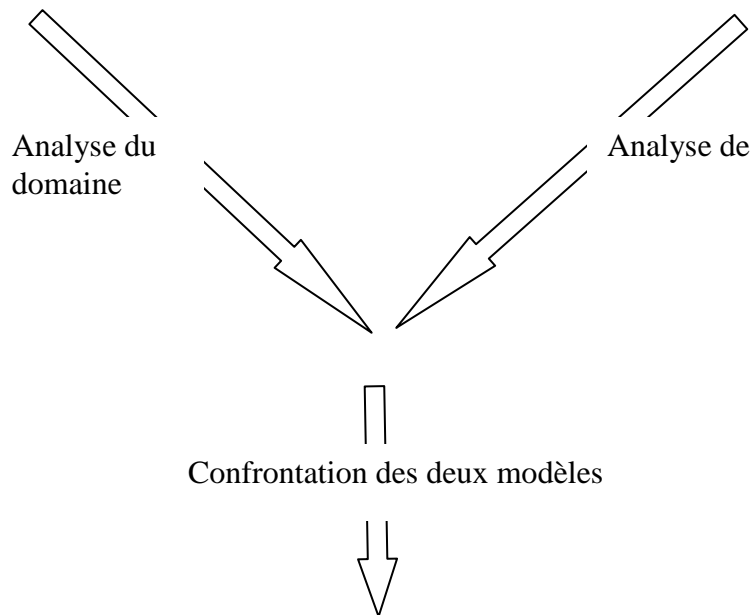 Analyse du
domaine
Analyse de
Confrontation des deux modèles